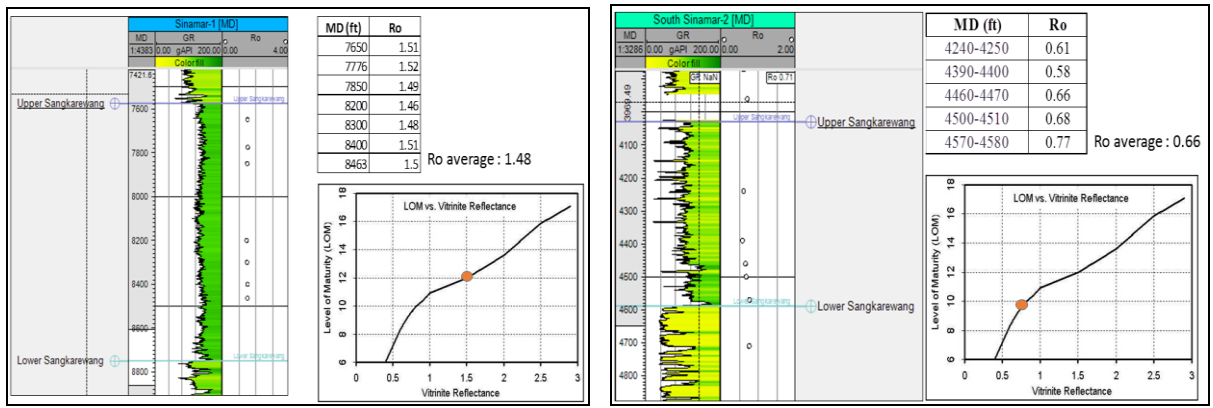 Sinamar-1 [MD]
MD GR Ro
1:4383 0.00 gAPI 200.00 0.00 4.00
Color fill
7421.6
Upper Sangkarewang
Upper Sangkarewang
7600
7800
8000
8200
8400
8600
Lower Sangkarewang
Lower Sangkarewang
8800
MD (ft) Ro
7650 1.51
7776 1.52
7850 1.49
8200 1.46
8300 1.48
8400 1.51
8463 1.5
Ro average : 1.48
LOM vs. Vitrinite Reflectance
Level of Maturity (LOM)
18
16
14
12
10
8
6
0 0.5 1 1.5 2 2.5 3
Vitrinite Reflectance
South Sinamar-2 [MD]
MD GR Ro
1:3286 0.00 gAPI 200.00 0.00 2.00
Color fill
GR NaN
Ro 0.71
3969.49
Upper Sangkarewang
Upper Sangkarewang
4100
4200
4300
4400
4500
Lower Sangkarewang
Lower Sangkarewang
4600
4700
4800
MD (ft) Ro
4240-4250 0.61
4390-4400 0.58
4460-4470 0.66
4500-4510 0.68
4570-4580 0.77
Ro average : 0.66
LOM vs. Vitrinite Reflectance
Level of Maturity (LOM)
18
16
14
12
10
8
6
0 0.5 1 1.5 2 2.5 3
Vitrinite Reflectance